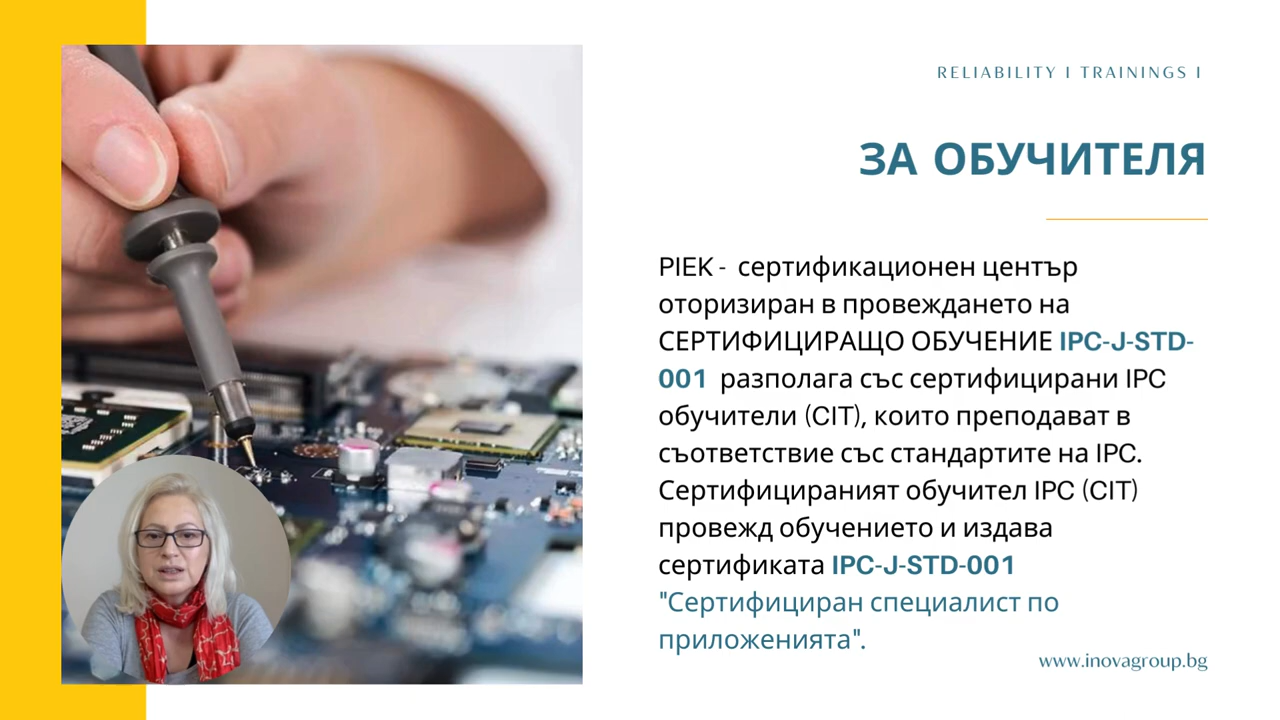 RELIABILITY I TRAININGS I
ЗА ОБУЧИТЕЛЯ
PIEK - сертификационен център
оторизиран в провеждането на
СЕРТИФИЦИРАЩО ОБУЧЕНИЕ IPC-J-STD-
001 разполага със сертифицирани IPC
обучители (CIT), които преподават в
съответствие със стандартите на IPC.
Сертифицираният обучител IPC (CIT)
провежд обучението и издава
сертификата IPC-J-STD-001
"Сертифициран специалист по
приложенията".
www.inovagroup.bg